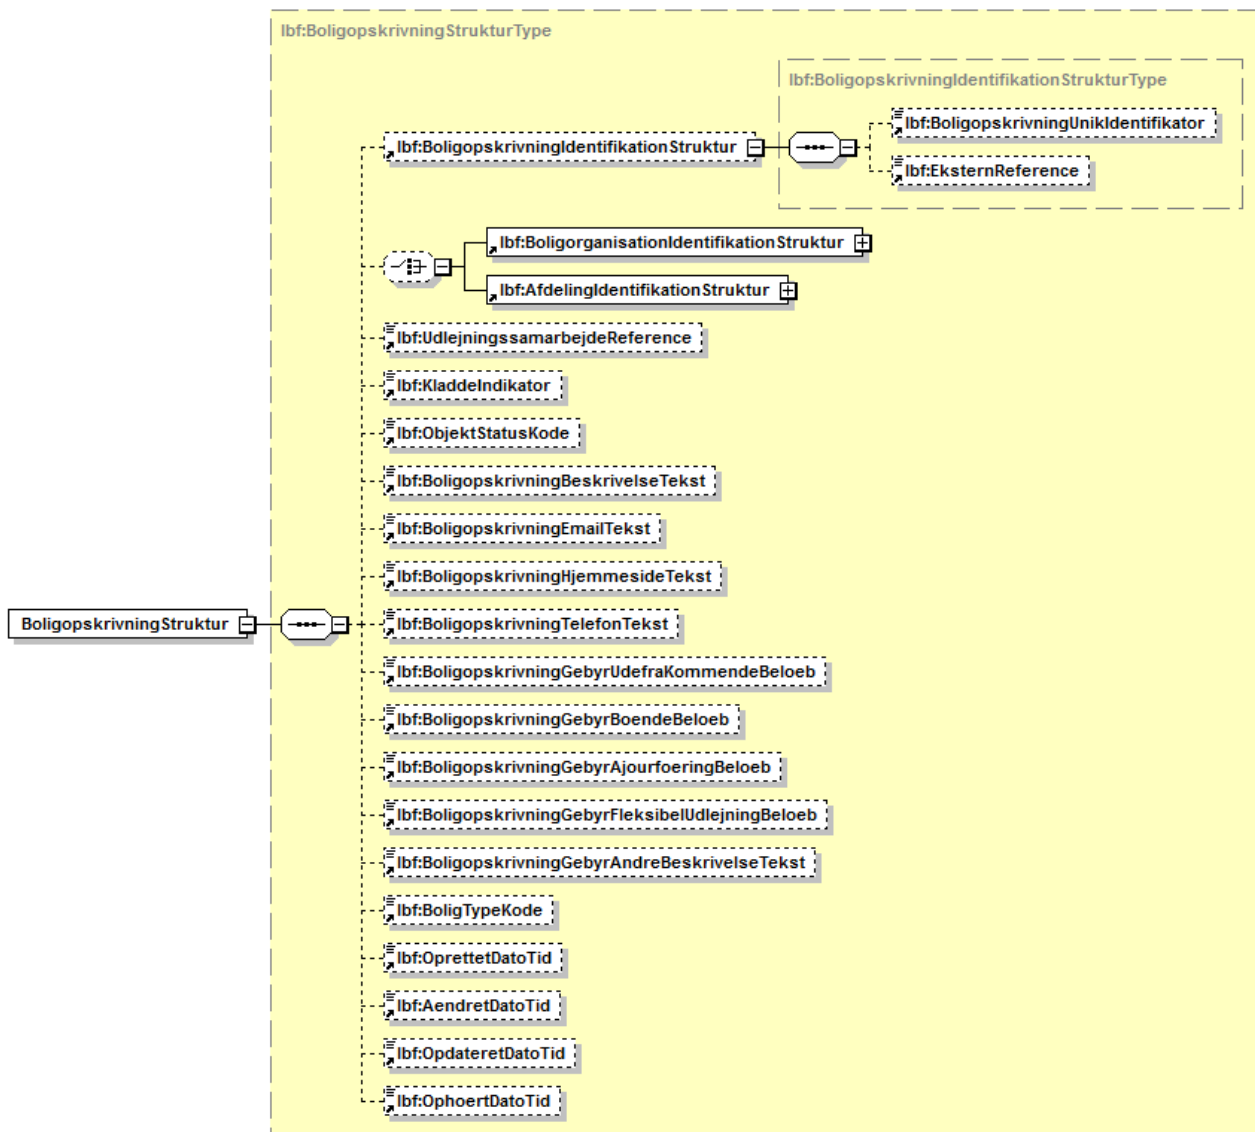 lbf:BoligopskrivningStrukturType
lbf:BoligopskrivningIdentifikationStrukturType
lbf:BoligopskrivningUnikIdentifikator
lbf:BoligopskrivningIdentifikationStruktur
lbf:EksternReference
lbf:BoligorganisationIdentifikationStruktur
lbf:AfdelingIdentifikationStruktur
lbf:UdlejningssamarbejdeReference
lbf:KladdeIndikator
lbf:ObjektStatusKode
lbf:BoligopskrivningBeskrivelseTekst
lbf:BoligopskrivningEmailTekst
lbf:BoligopskrivningHjemmesideTekst
BoligopskrivningStruktur
lbf:BoligopskrivningTelefonTekst
lbf:BoligopskrivningGebyrUdefraKommendeBeloeb
lbf:BoligopskrivningGebyrBoendeBeloeb
lbf:BoligopskrivningGebyrAjourfoeringBeloeb
lbf:BoligopskrivningGebyrFleksibelUdlejningBeloeb
lbf:BoligopskrivningGebyrAndreBeskrivelseTekst
lbf:BoligTypeKode
lbf:OprettetDatoTid
lbf:AendretDatoTid
lbf:OpdateretDatoTid
lbf:OphoertDatoTid